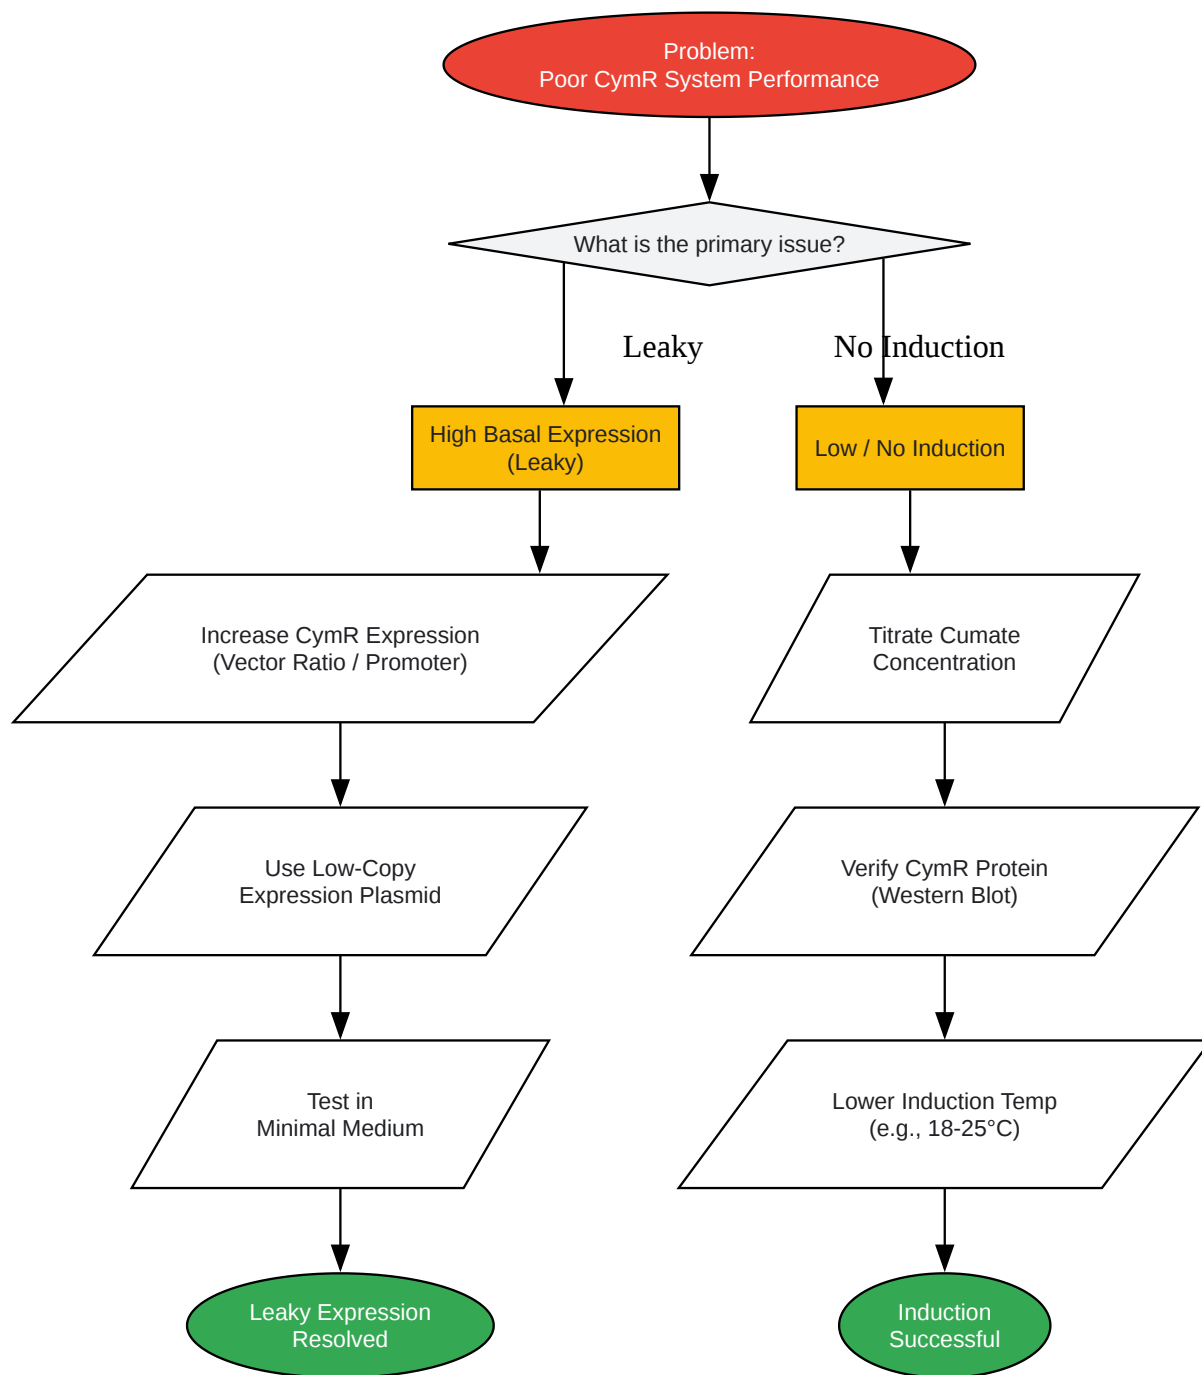 Problem:
Poor CymR System Performance
What is the primary issue?
Leaky
No Induction
High Basal Expression
(Leaky)
Low / No Induction
Increase CymR Expression
(Vector Ratio / Promoter)
Titrate Cumate
Concentration
Use Low-Copy
Expression Plasmid
Verify CymR Protein
(Western Blot)
Test in
Minimal Medium
Lower Induction Temp
(e.g., 18-25°C)
Leaky Expression
Resolved
Induction
Successful